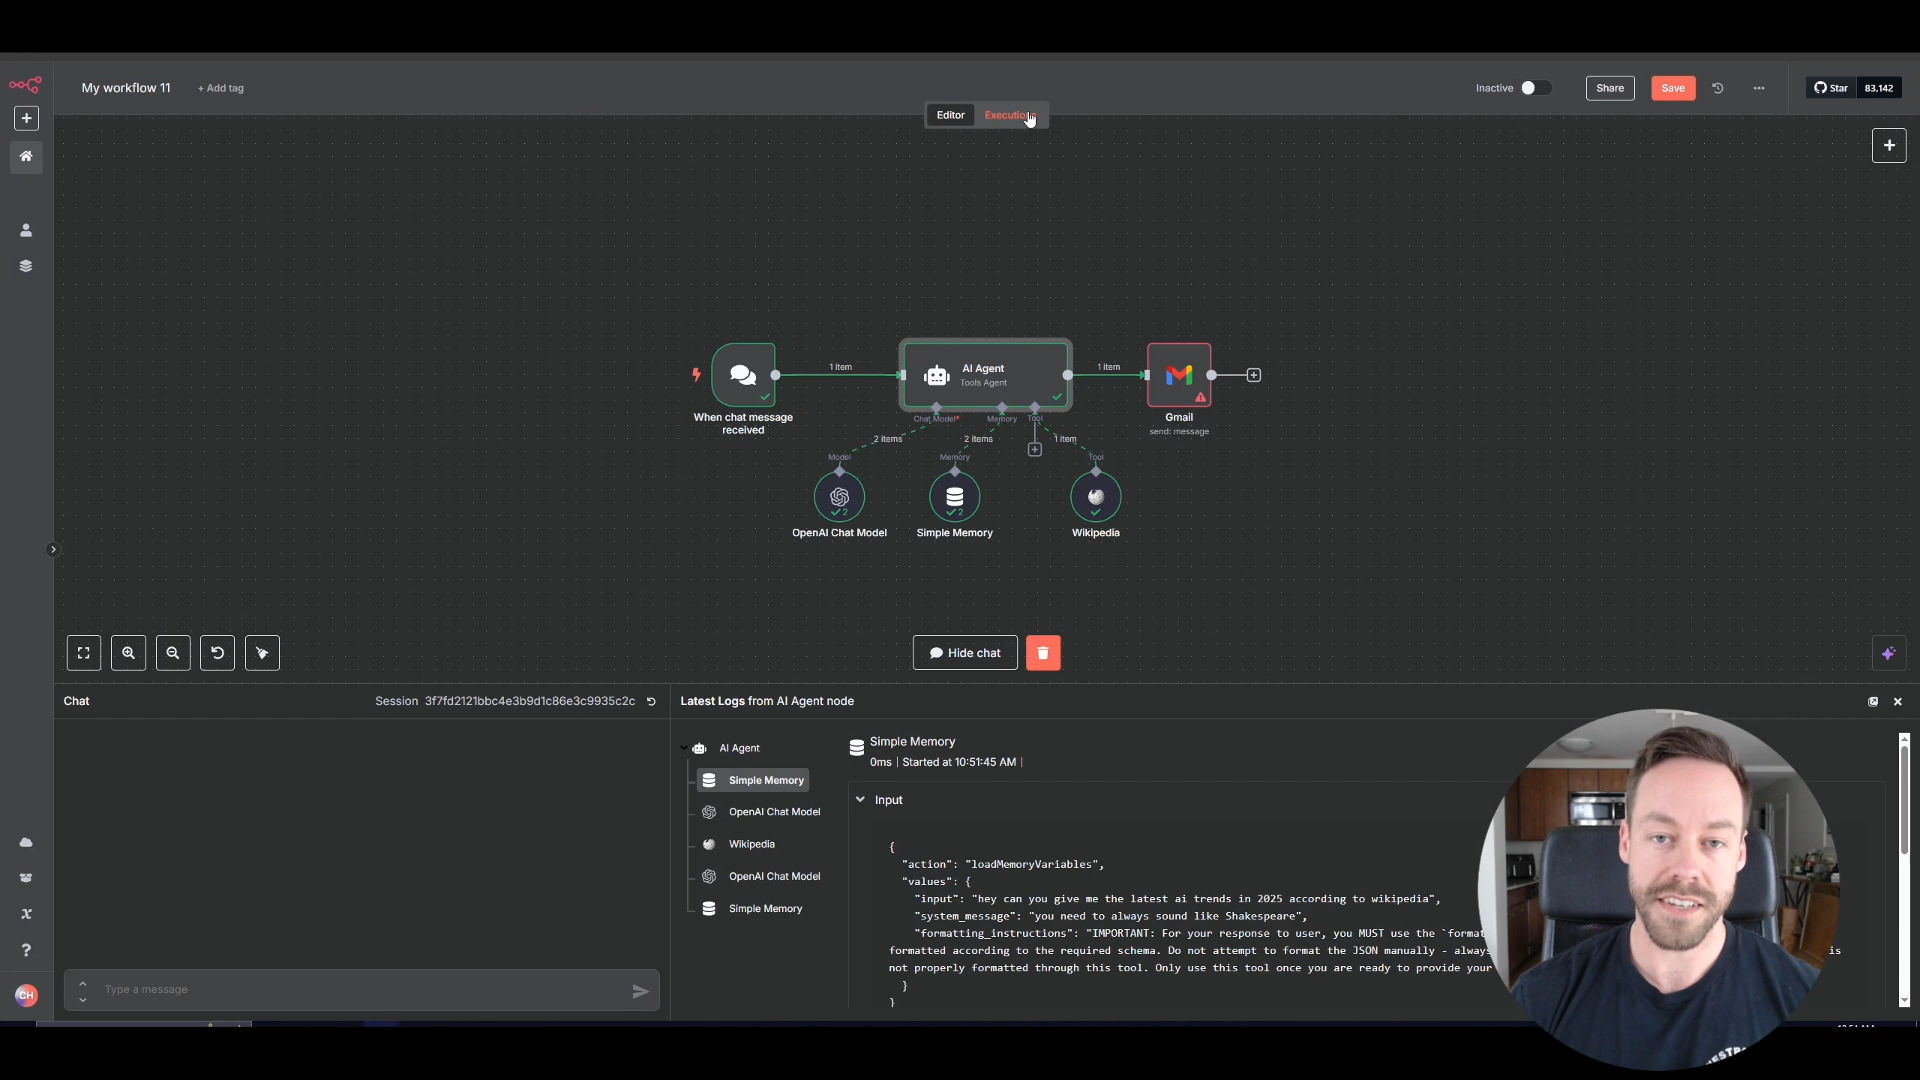 My workflow 11
+ Add tag
Inactive
Share
Save
Star 83,142
Editor
1 item
AI Agent
Tools Agent
1 item
When chat message
received
Chat Model*
Memory
Tool
Gmail
send: message
2 items
2 items
1 item
Model
Memory
Tool
2
2
OpenAI Chat Model
Simple Memory
Wikipedia
Hide chat
Chat
Session 3f7fd2121bbc4e3b9d1c86e3c9935c2c
Latest Logs from AI Agent node
AI Agent
Simple Memory
OpenAI Chat Model
Wikipedia
OpenAI Chat Model
Simple Memory
Simple Memory
0ms | Started at 10:51:45 AM |
Input
{
"action": "loadMemoryVariables",
"values": {
"input": "hey can you give me the latest ai trends in 2025 according to wikipedia",
"system_message": "you need to always sound like Shakespeare",
"formatting_instructions": "IMPORTANT: For your response to user, you MUST use the `format
formatted according to the required schema. Do not attempt to format the JSON manually - always is
not properly formatted through this tool. Only use this tool once you are ready to provide your
}
}
Type a message
?
CH